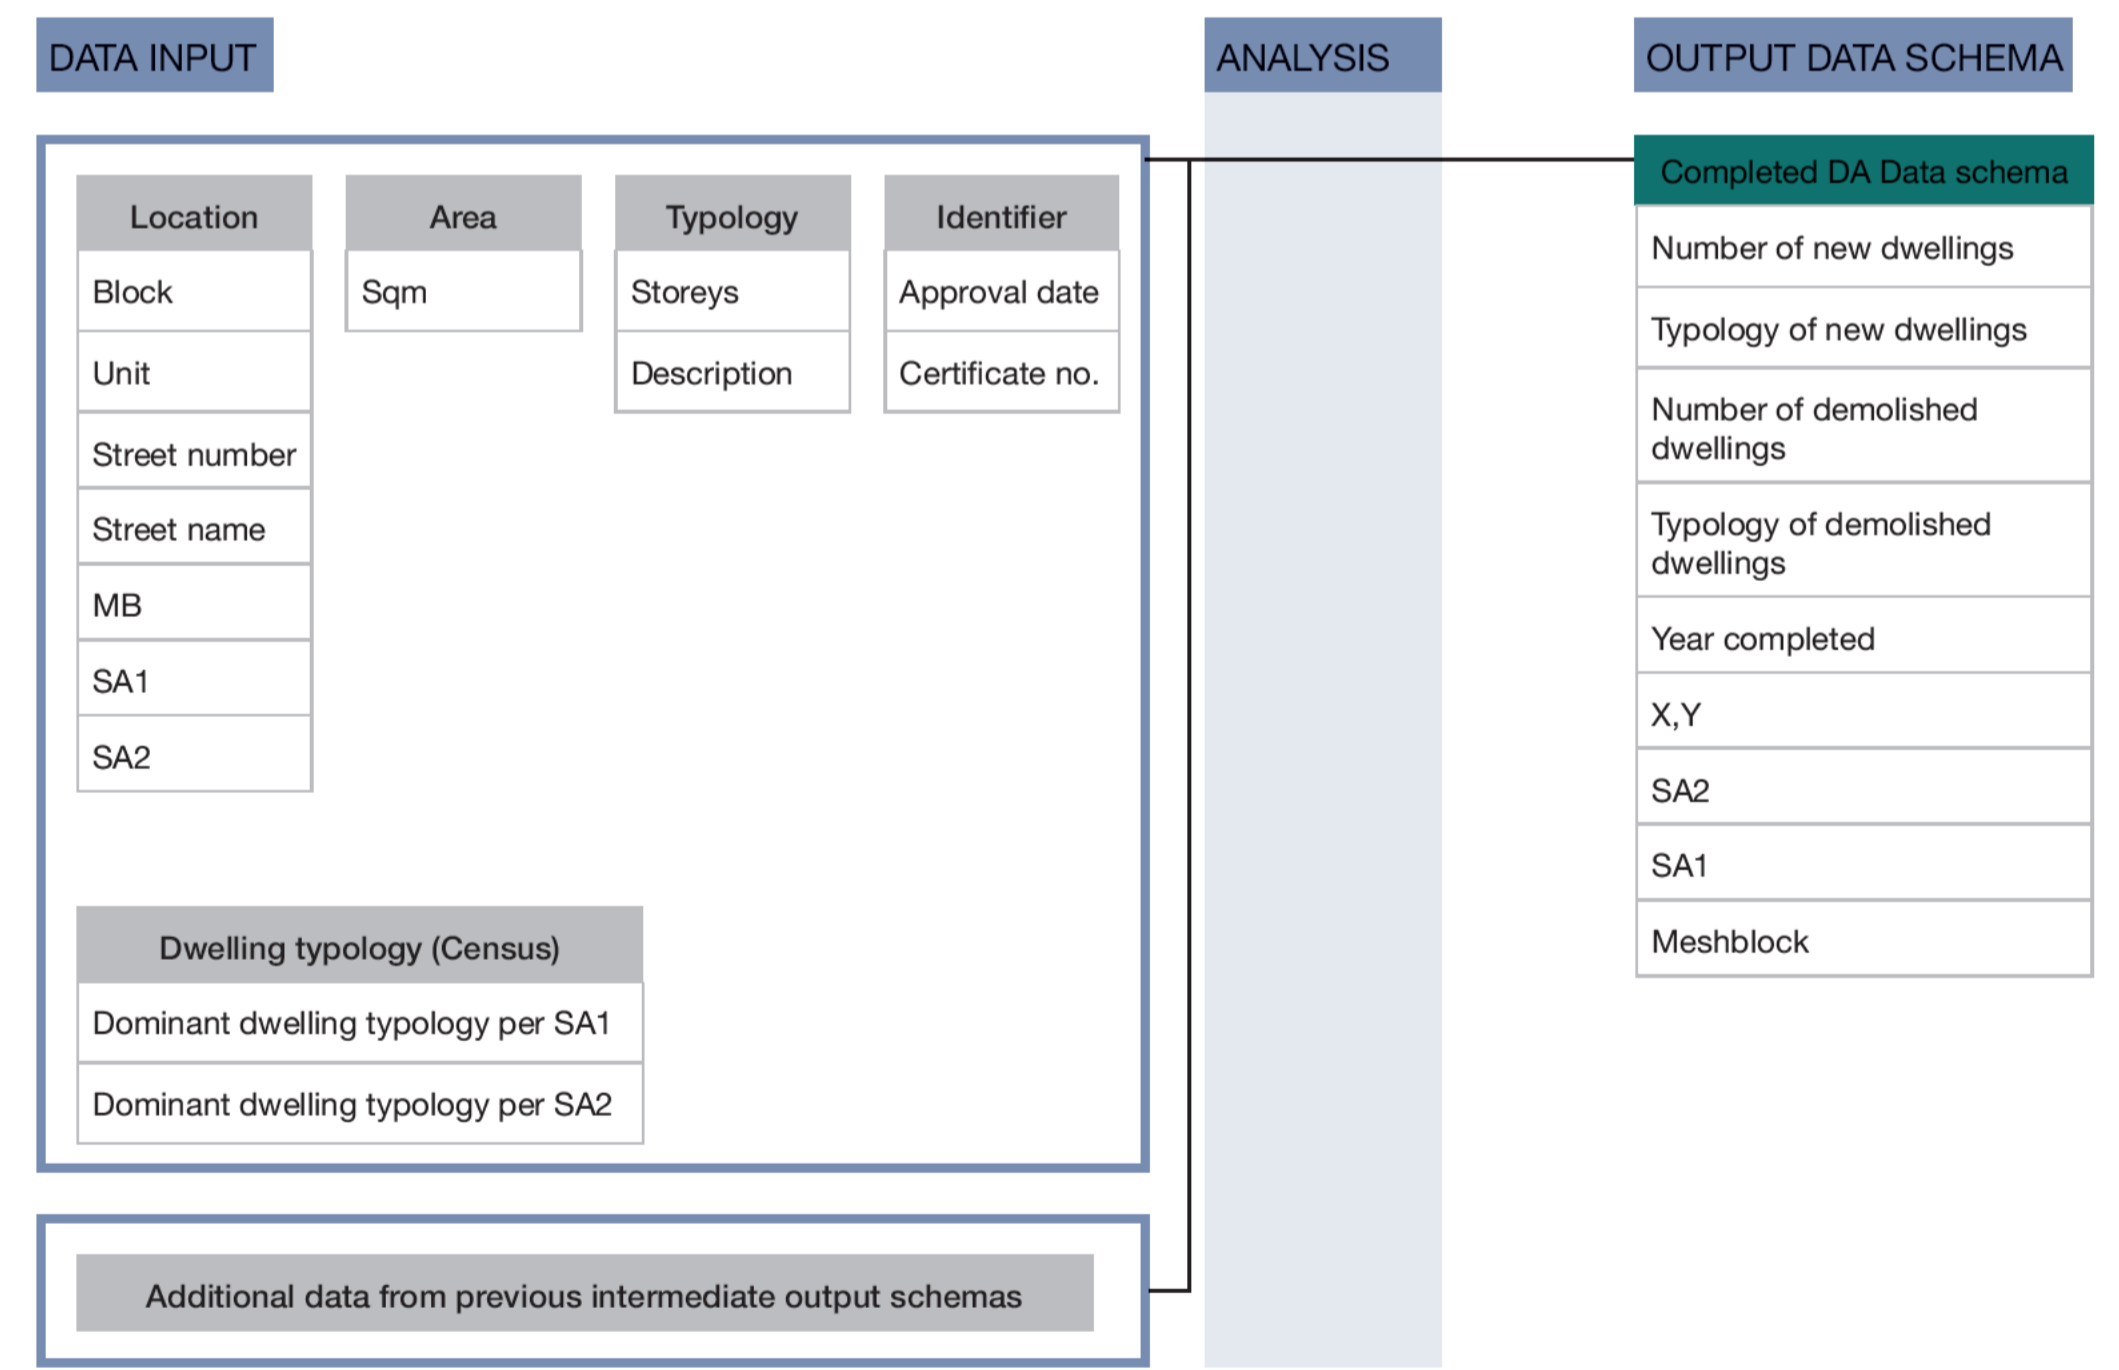 DATA INPUT
ANALYSIS
OUTPUT DATA SCHEMA
Location
Block
Unit
Street number
Street name
MB
SA1
SA2
Area
Sqm
Typology
Storeys
Description
Identifier
Approval date
Certificate no.
Dwelling typology (Census)
Dominant dwelling typology per SA1
Dominant dwelling typology per SA2
Additional data from previous intermediate output schemas
Completed DA Data schema
Number of new dwellings
Typology of new dwellings
Number of demolished
dwellings
Typology of demolished
dwellings
Year completed
X,Y
SA2
SA1
Meshblock